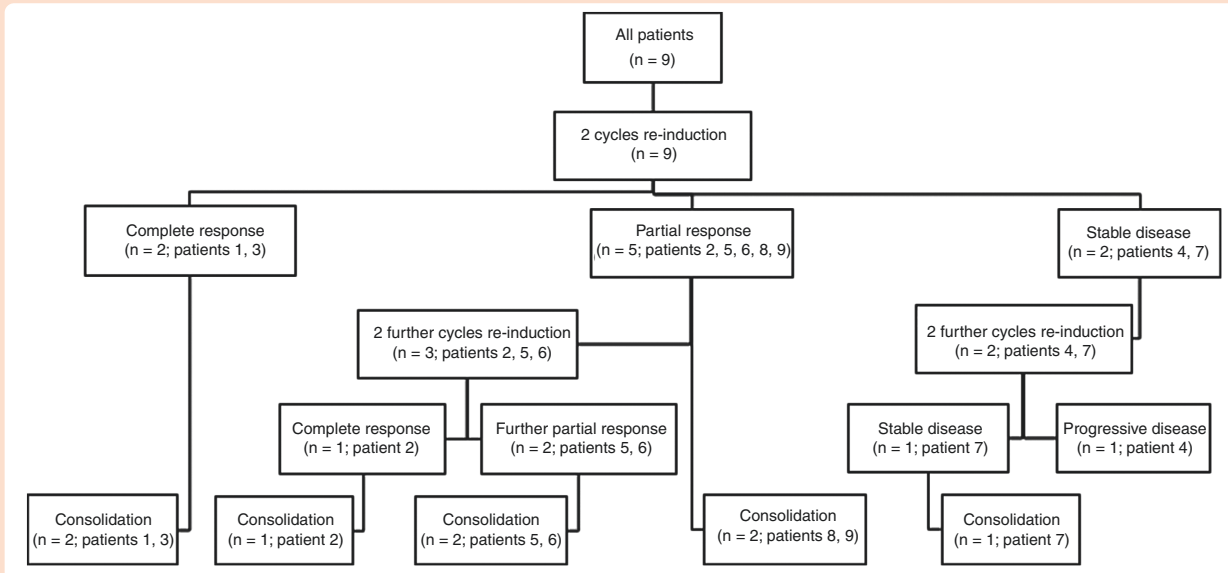 All patients
(n = 9)
2 cycles re-induction
(n = 9)
Complete response
(n = 2; patients 1, 3)
Partial response
(n = 5; patients 2, 5, 6, 8, 9)
Stable disease
(n = 2; patients 4, 7)
2 further cycles re-induction
(n = 3; patients 2, 5, 6)
2 further cycles re-induction
(n = 2; patients 4, 7)
Complete response
(n = 1; patient 2)
Further partial response
(n = 2; patients 5, 6)
Stable disease
(n = 1; patient 7)
Progressive disease
(n = 1; patient 4)
Consolidation
(n = 2; patients 1, 3)
Consolidation
(n = 1; patient 2)
Consolidation
(n = 2; patients 5, 6)
Consolidation
(n = 2; patients 8, 9)
Consolidation
(n = 1; patient 7)